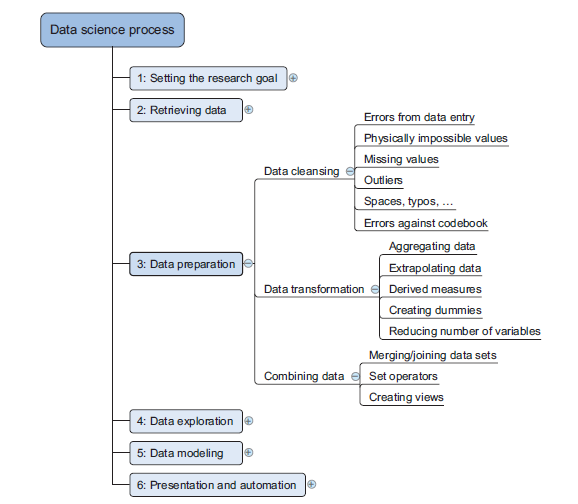 Data science process
1: Setting the research goal
2: Retrieving data
3: Data preparation
Data cleansing
Errors from data entry
Physically impossible values
Missing values
Outliers
Spaces, typos, …
Errors against codebook
Data transformation
Aggregating data
Extrapolating data
Derived measures
Creating dummies
Reducing number of variables
Combining data
Merging/joining data sets
Set operators
Creating views
4: Data exploration
5: Data modeling
6: Presentation and automation